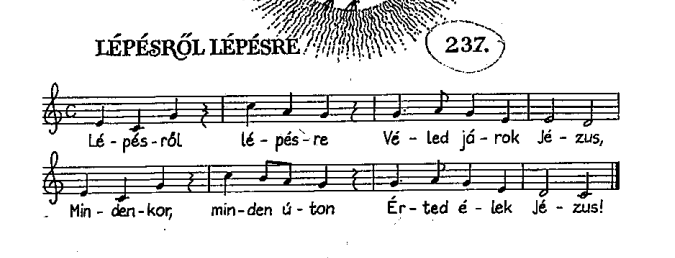 LÉPÉSRŐL LÉPÉSRE
237.
Lé - pés - ről lé - pés - re Vé - led já - rok Jé - zus,
Min - den - kor, min - den ú - ton Ér - ted é - lek Jé - zus!